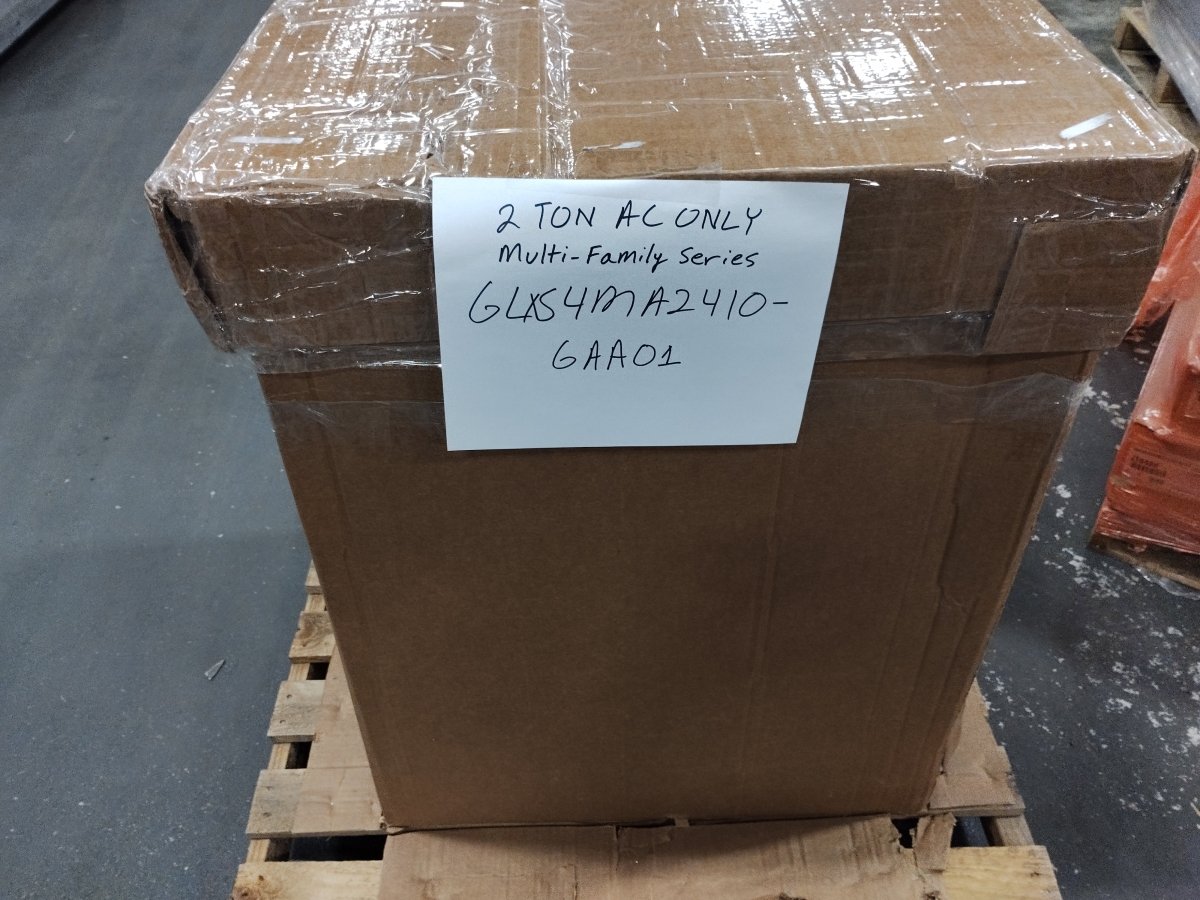 2 TON AC ONLY
Multi-Family Series
GLXS4MA2410-
GAA01